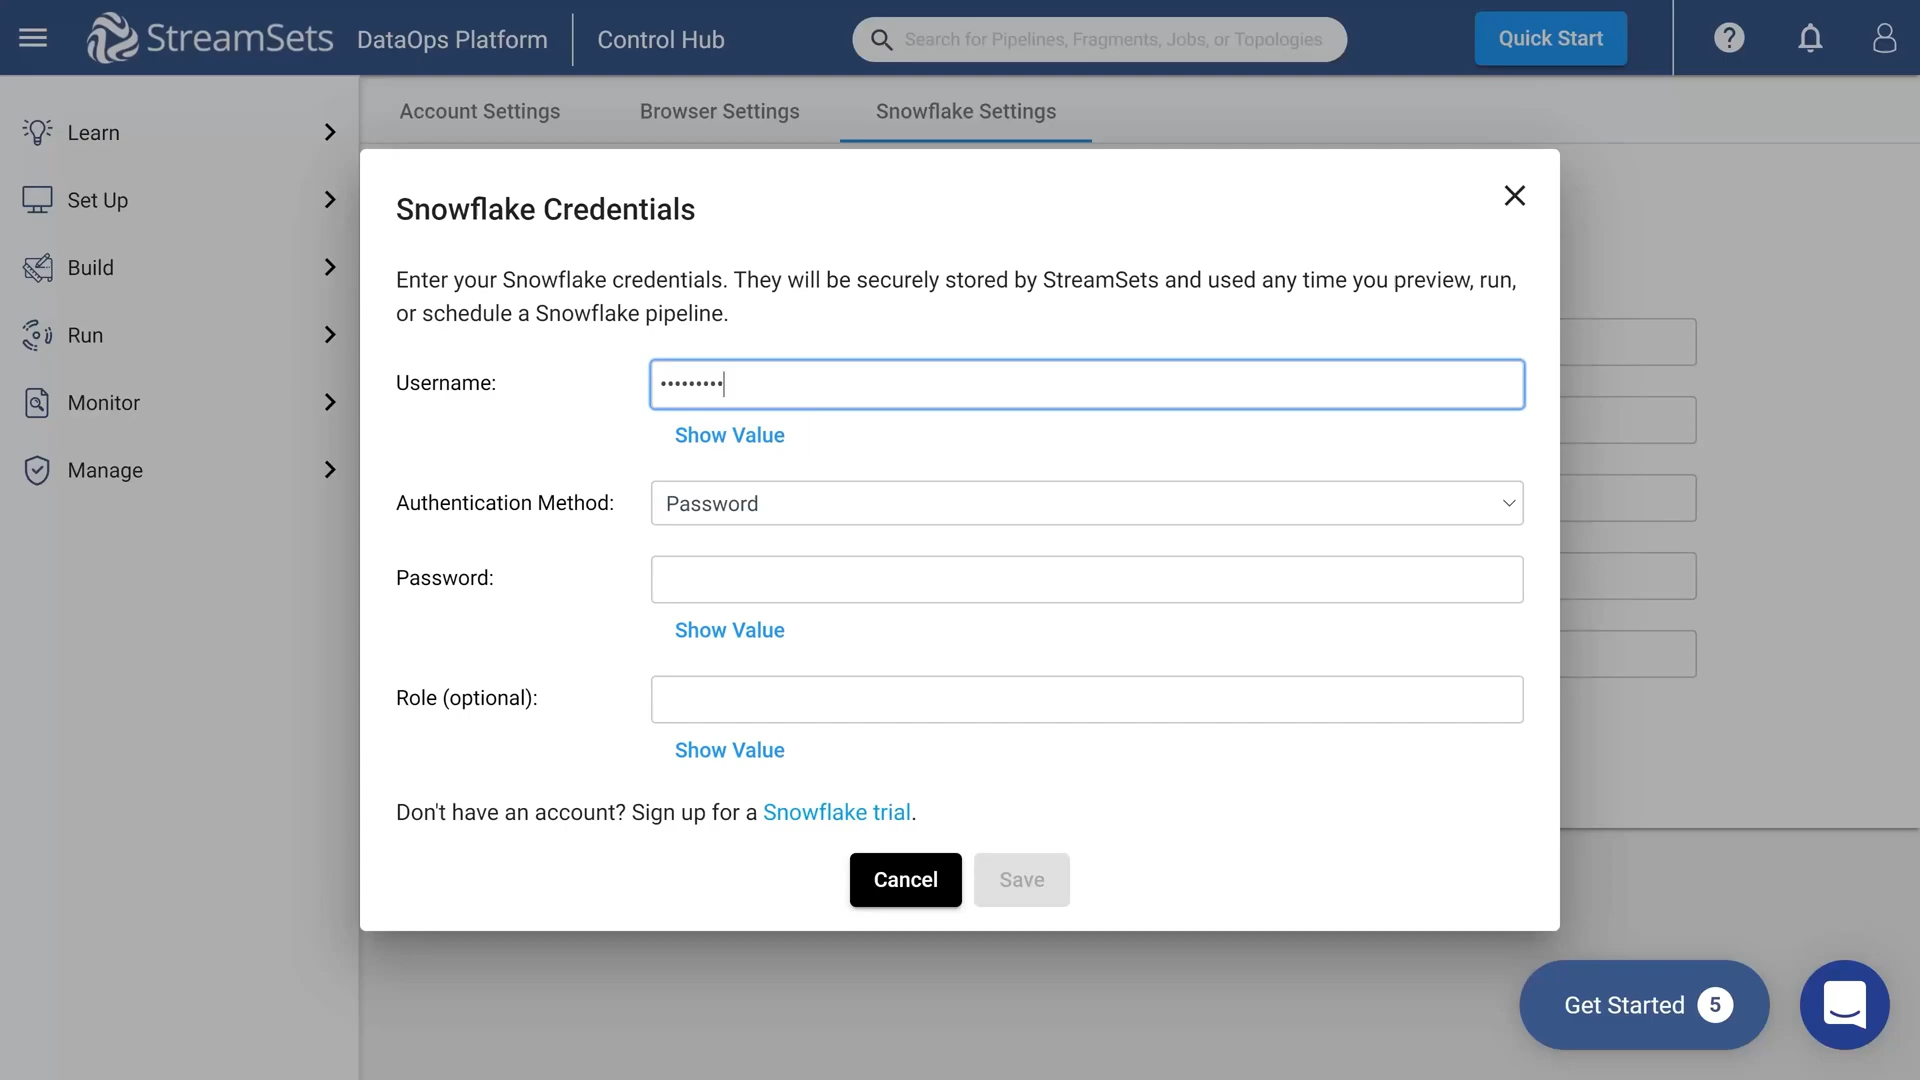 StreamSets DataOps Platform Control Hub
Search for Pipelines, Fragments, Jobs, or Topologies
Quick Start
?
Learn
Set Up
Build
Run
Monitor
Manage
Account Settings
Browser Settings
Snowflake Settings
Snowflake Credentials
Enter your Snowflake credentials. They will be securely stored by StreamSets and used any time you preview, run,
or schedule a Snowflake pipeline.
Username:
•••••••••
Show Value
Authentication Method:
Password
Password:
Show Value
Role (optional):
Show Value
Don't have an account? Sign up for a Snowflake trial.
Cancel
Save
Get Started 5